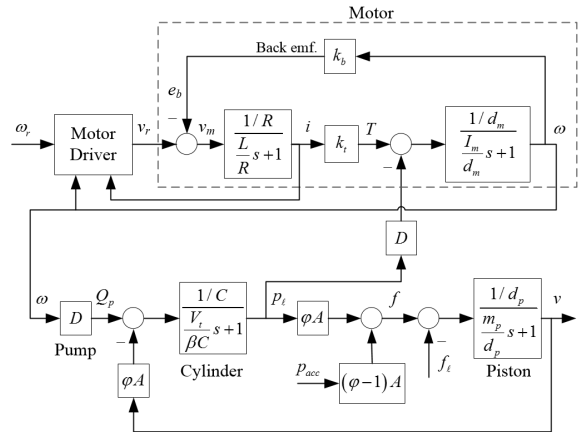 Motor
Back emf.
k_b
e_b
ω_r
Motor
Driver
v_r
−
v_m
1/R
L/R s+1
i
k_t
T
−
1/d_m
I_m/d_m s+1
ω
D
ω
D
Q_p
−
1/C
V_t/βC s+1
p_ℓ
φA
f
−
1/d_p
m_p/d_p s+1
v
Pump
φA
Cylinder
p_acc
(φ−1)A
f_ℓ
Piston